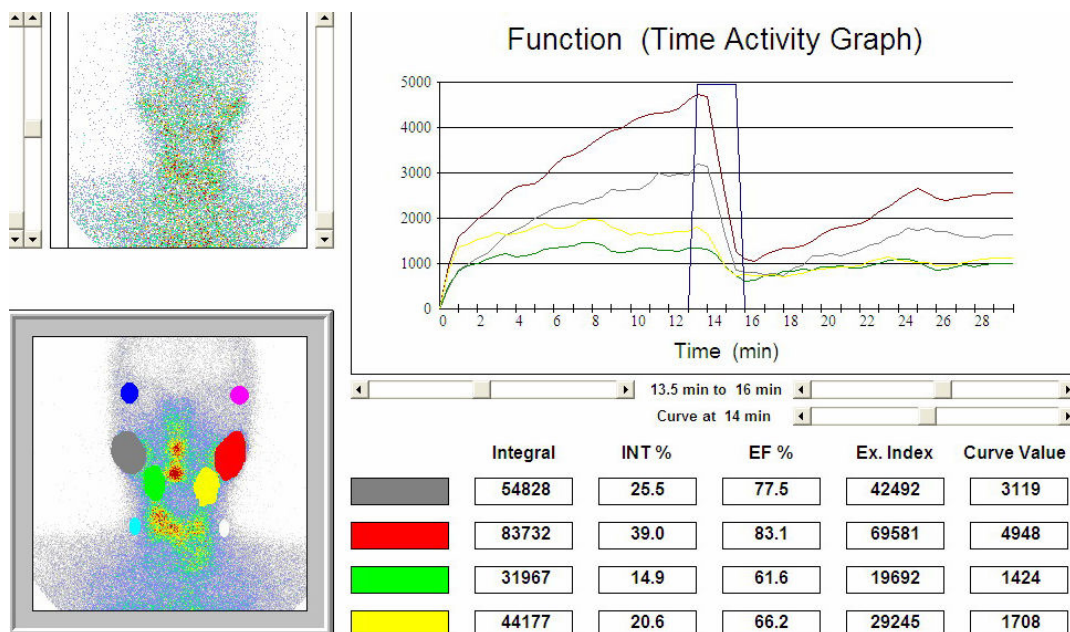 Function (Time Activity Graph)
5000
4000
3000
2000
1000
0
0 2 4 6 8 10 12 14 16 18 20 22 24 26 28
Time (min)
13.5 min to 16 min
Curve at 14 min
Integral INT % EF % Ex. Index Curve Value
54828 25.5 77.5 42492 3119
83732 39.0 83.1 69581 4948
31967 14.9 61.6 19692 1424
44177 20.6 66.2 29245 1708